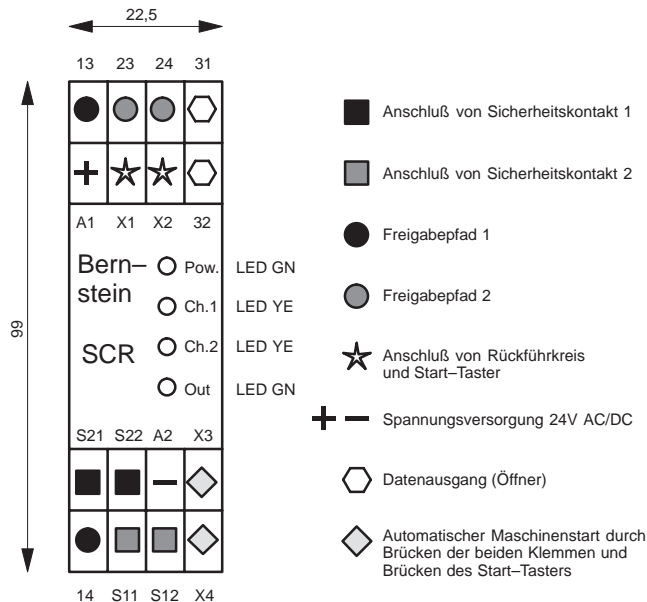 22,5
13 23 24 31
A1 X1 X2 32
99
Bern–
stein
SCR
Pow. LED GN
Ch.1 LED YE
Ch.2 LED YE
Out LED GN
S21 S22 A2 X3
14 S11 S12 X4
Anschluß von Sicherheitskontakt 1
Anschluß von Sicherheitskontakt 2
Freigabepfad 1
Freigabepfad 2
Anschluß von Rückführkreis
und Start–Taster
Spannungsversorgung 24V AC/DC
Datenausgang (Öffner)
Automatischer Maschinenstart durch
Brücken der beiden Klemmen und
Brücken des Start–Tasters